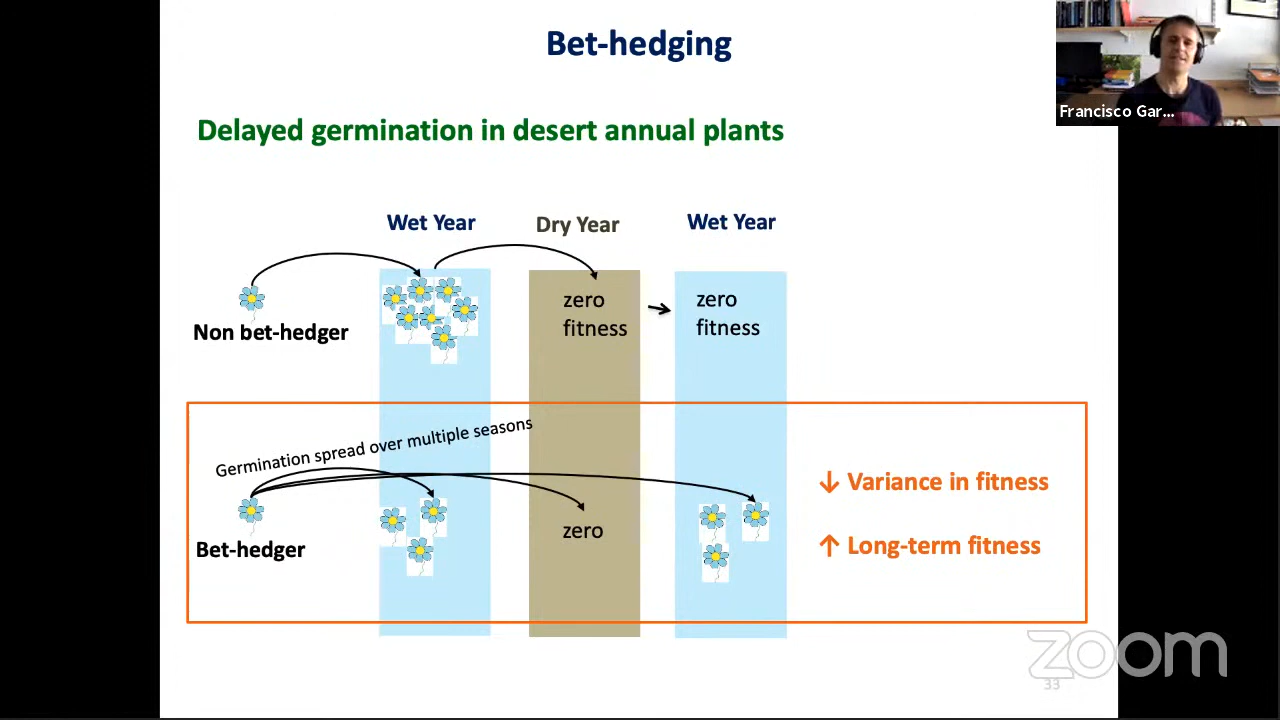 Bet-hedging
Francisco Gar...
Delayed germination in desert annual plants
Wet Year
Dry Year
Wet Year
zero
fitness
zero
fitness
Non bet-hedger
Germination spread over multiple seasons
↓ Variance in fitness
zero
↑ Long-term fitness
Bet-hedger
zoom
33